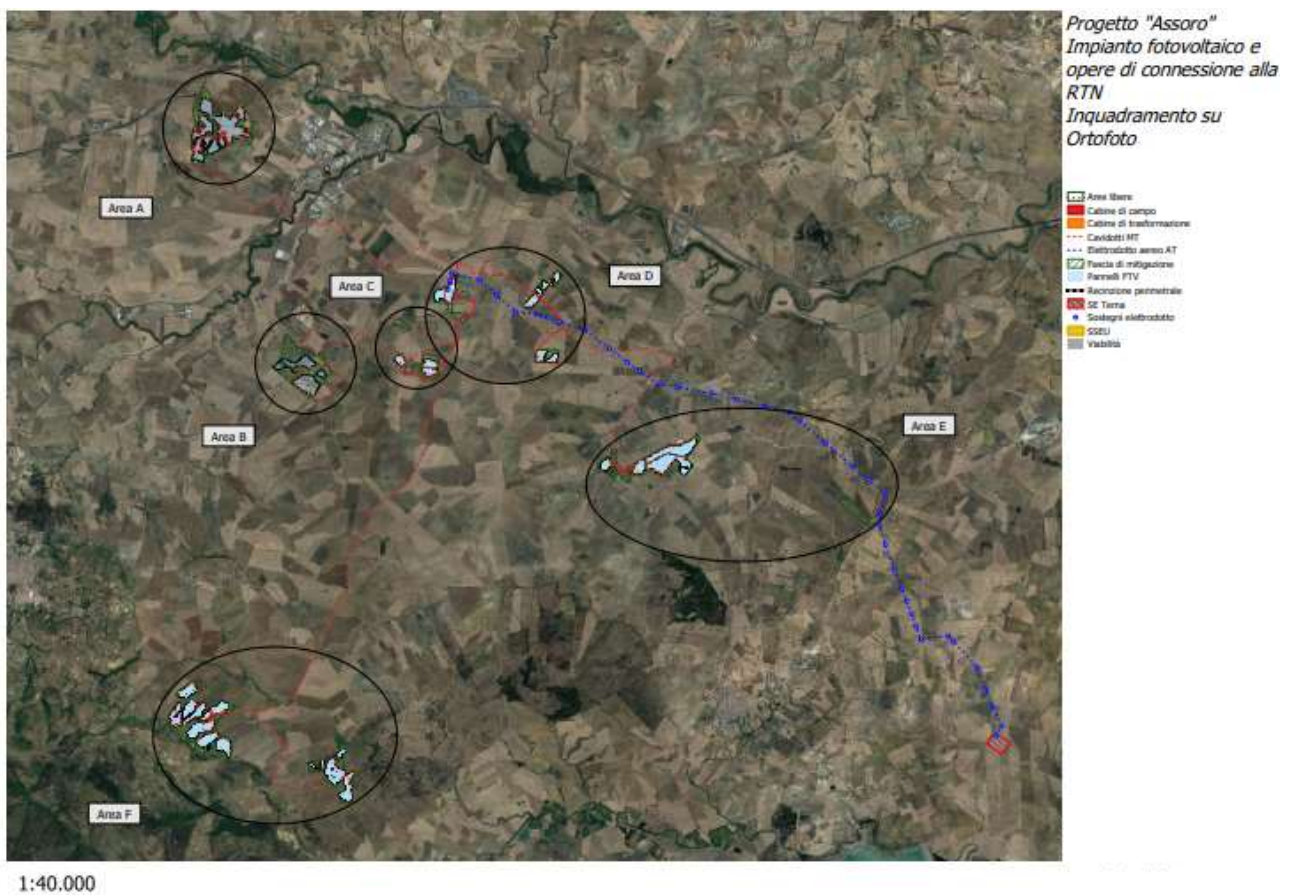 Progetto "Assoro"
Impianto fotovoltaico e
opere di connessione alla
RTN
Inquadramento su
Ortofoto
Aree libere
Cabine di campo
Cabine di trasformazione
Cavidotti MT
Elettrodotto aereo AT
Fascia di mitigazione
Pannelli FTV
Recinzione perimetrale
SE Terna
Sostegni elettrodotto
SSEU
Viabilità
Area A
Area D
Area C
Area E
Area B
Area F
1:40.000